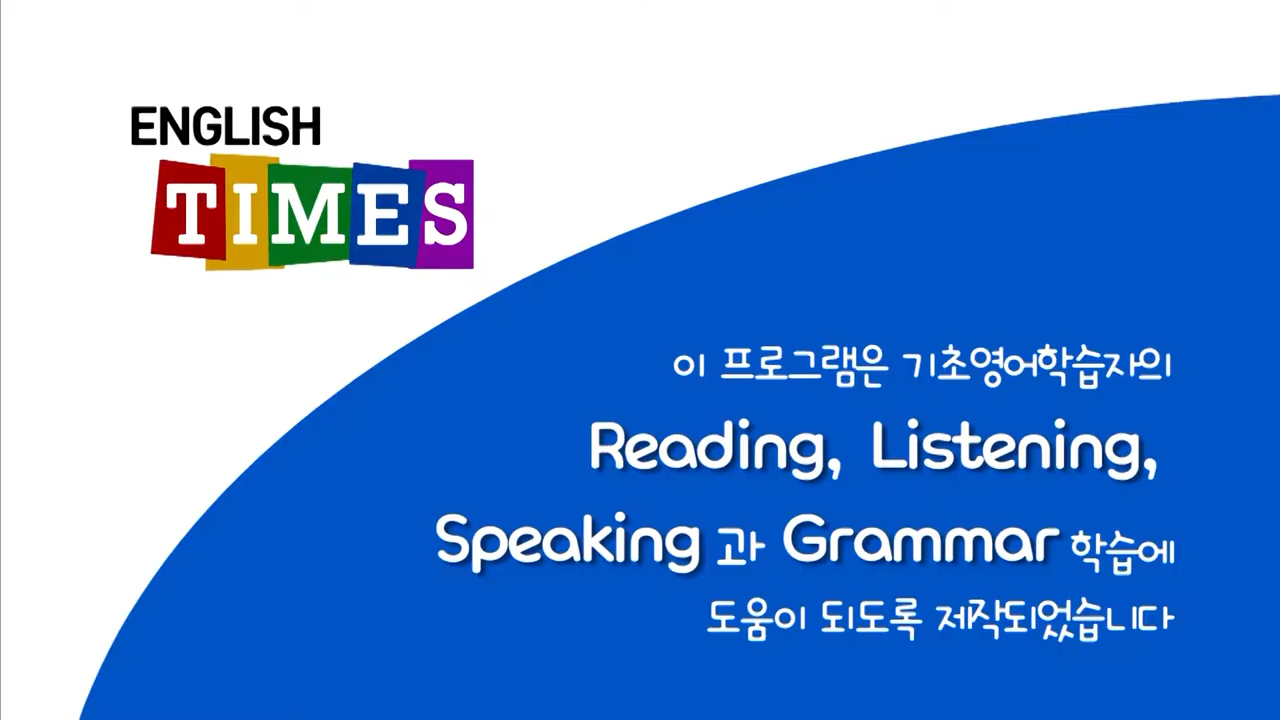 ENGLISH
TIMES
이 프로그램은 기초영어학습자의
Reading, Listening,
Speaking 과 Grammar 학습에
도움이 되도록 제작되었습니다